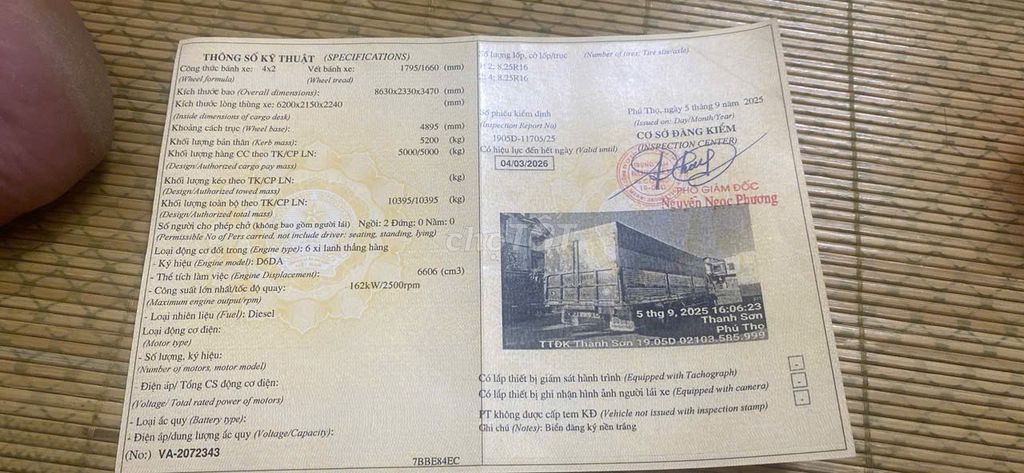 THÔNG SỐ KỸ THUẬT (SPECIFICATIONS)
Công thức bánh xe: 4x2 Vết bánh xe: 1795/1660 (mm)
(Wheel formula) (Wheel tread)
Kích thước bao (Overall dimensions): 8630x2330x3470 (mm)
Kích thước lòng thùng xe: 6200x2150x2240 (mm)
(Inside dimensions of cargo desk)
Khoảng cách trục (Wheel base): 4895 (mm)
Khối lượng bản thân (Kerb mass): 5200 (kg)
Khối lượng hàng CC theo TK/CP LN: 5000/5000 (kg)
(Design/Authorized cargo pay mass)
Khối lượng kéo theo TK/CP LN: (kg)
(Design/Authorized towed mass)
Khối lượng toàn bộ theo TK/CP LN: 10395/10395 (kg)
(Design/Authorized total mass)
Số người cho phép chở (không bao gồm người lái) Ngồi: 2 Đứng: 0 Nằm: 0
(Permissible No of Pers carried, not include driver: seating, standing, lying)
Loại động cơ đốt trong (Engine type): 6 xi lanh thẳng hàng
- Ký hiệu (Engine model): D6DA
- Thể tích làm việc (Engine Displacement): 6606 (cm3)
- Công suất lớn nhất/tốc độ quay: 162kW/2500rpm
(Maximum engine output/rpm)
- Loại nhiên liệu (Fuel): Diesel
Loại động cơ điện:
(Motor type)
- Số lượng, ký hiệu:
(Number of motors, motor model)
- Điện áp/ Tổng CS động cơ điện:
(Voltage/ Total rated power of motors)
- Loại ắc quy (Battery type):
- Điện áp/dung lượng ắc quy (Voltage/Capacity):
(No:) VA-2072343
7BBE84EC
Số lượng lốp, cỡ lốp/trục (Number of tires: Tire size/axle)
2: 8.25R16
4: 8.25R16
Số phiếu kiểm định
(Inspection Report No)
1905D-11705/25
Có hiệu lực đến hết ngày (Valid until)
04/03/2026
Phú Thọ, ngày 5 tháng 9 năm 2025
(Issued on: Day/Month/Year)
CƠ SỞ ĐĂNG KIỂM
(INSPECTION CENTER)
PHÓ GIÁM ĐỐC
Nguyễn Ngọc Phương
chợTỐT
5 thg 9, 2025 16:06:23
Thanh Sơn
Phú Thọ
TTĐK Thanh Sơn 19.05D 02103.585.999
Có lắp thiết bị giám sát hành trình (Equipped with Tachograph)
Có lắp thiết bị ghi nhận hình ảnh người lái xe (Equipped with camera)
PT không được cấp tem KĐ (Vehicle not issued with inspection stamp)
Ghi chú (Notes): Biển đăng ký nền trắng